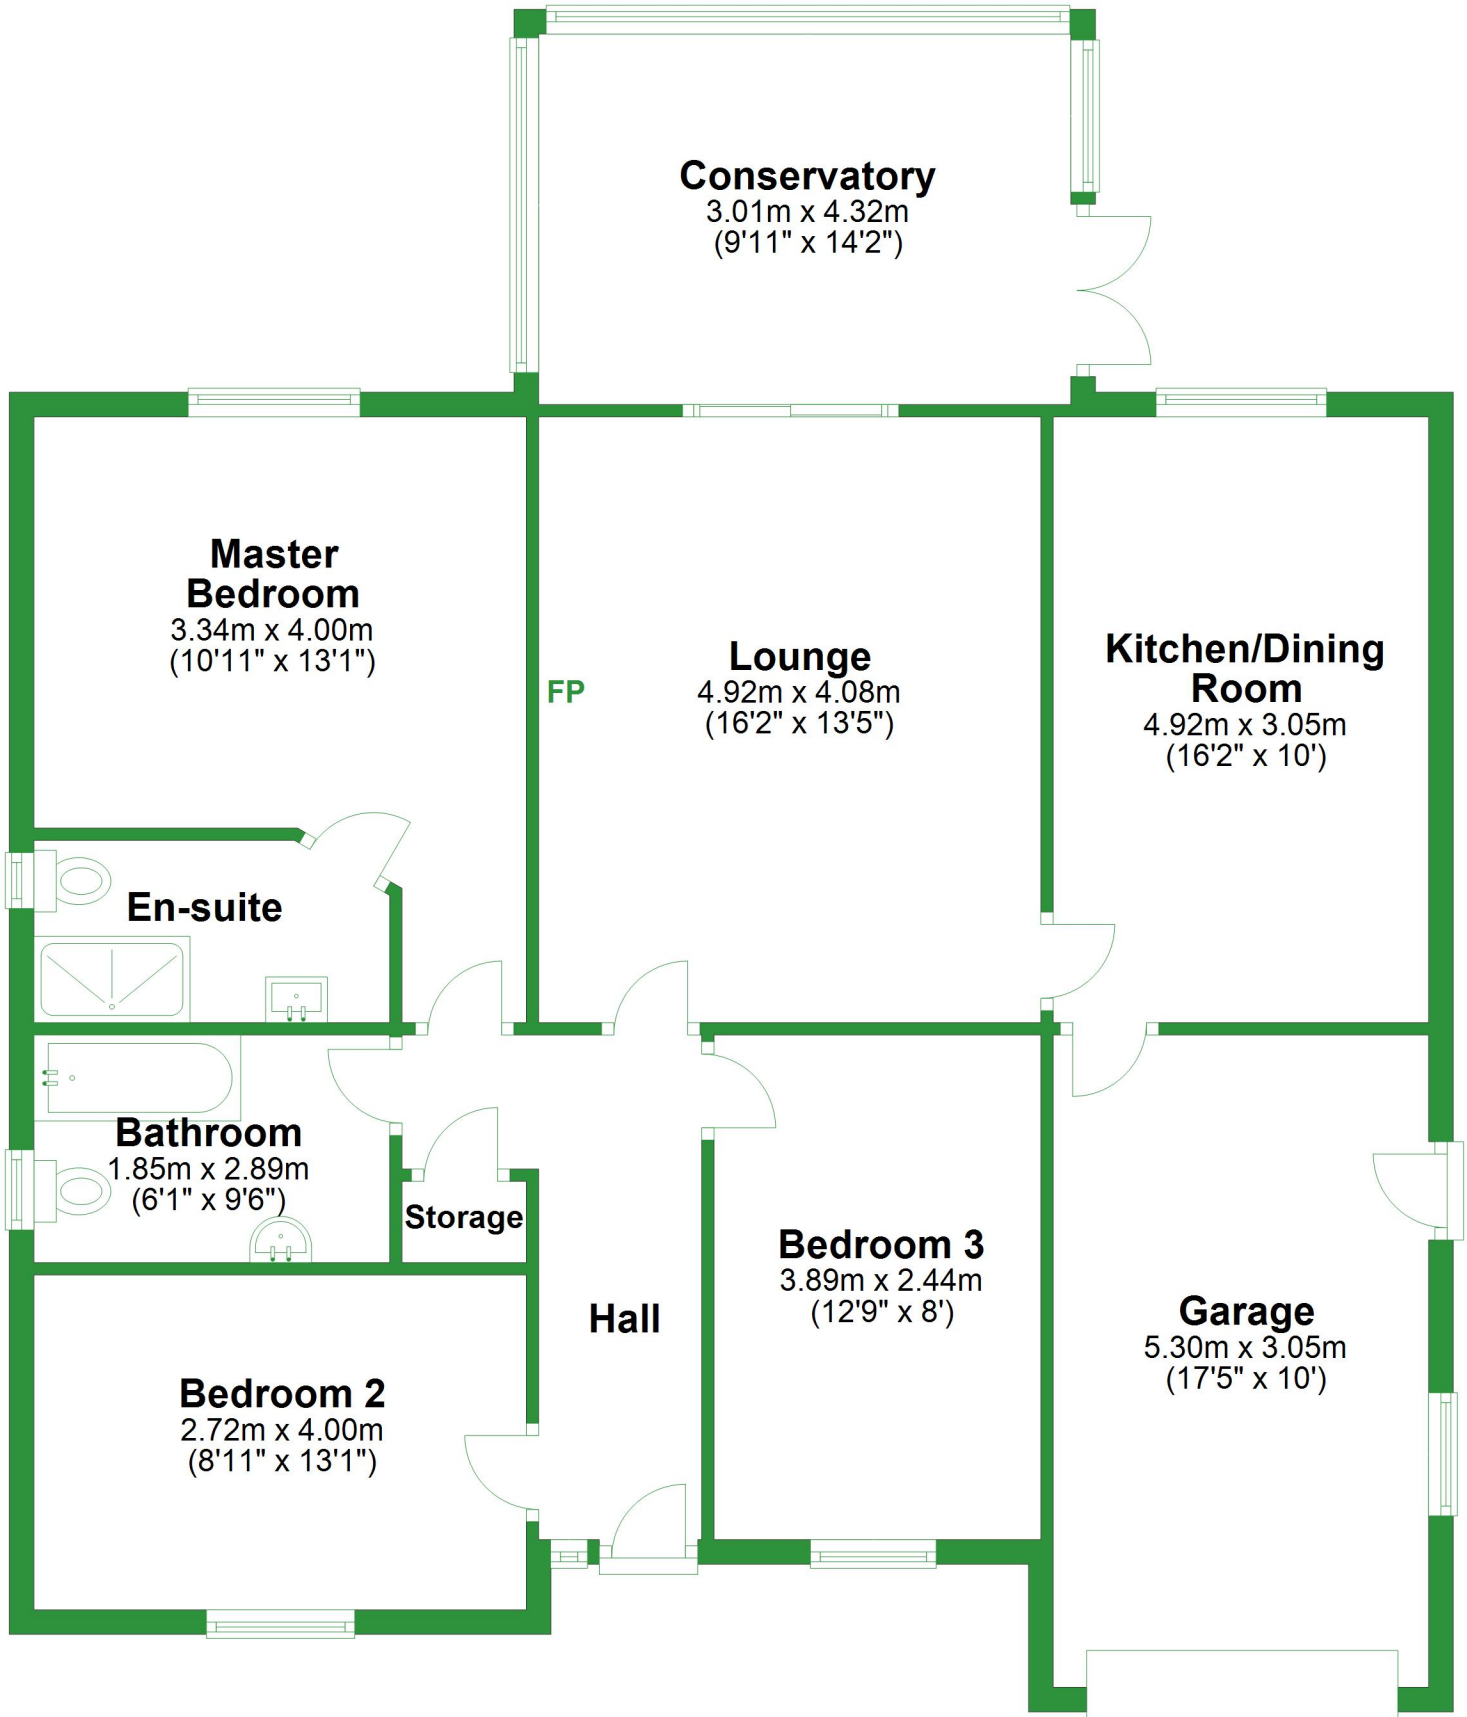 Conservatory
3.01m x 4.32m
(9'11" x 14'2")
Master
Bedroom
3.34m x 4.00m
(10'11" x 13'1")
FP
Lounge
4.92m x 4.08m
(16'2" x 13'5")
Kitchen/Dining
Room
4.92m x 3.05m
(16'2" x 10')
En-suite
Bathroom
1.85m x 2.89m
(6'1" x 9'6")
Storage
Bedroom 3
3.89m x 2.44m
(12'9" x 8')
Hall
Garage
5.30m x 3.05m
(17'5" x 10')
Bedroom 2
2.72m x 4.00m
(8'11" x 13'1")